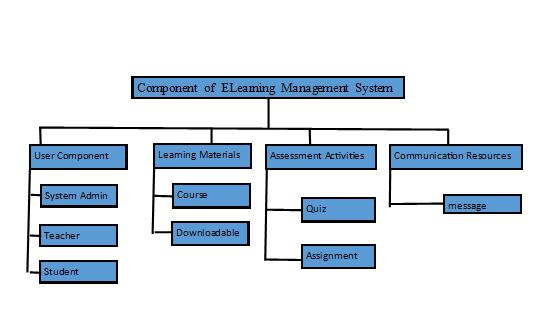 Component of ELearning Management System
User Component
Learning Materials
Assessment Activities
Communication Resources
System Admin
Course
Quiz
message
Teacher
Downloadable
Student
Assignment